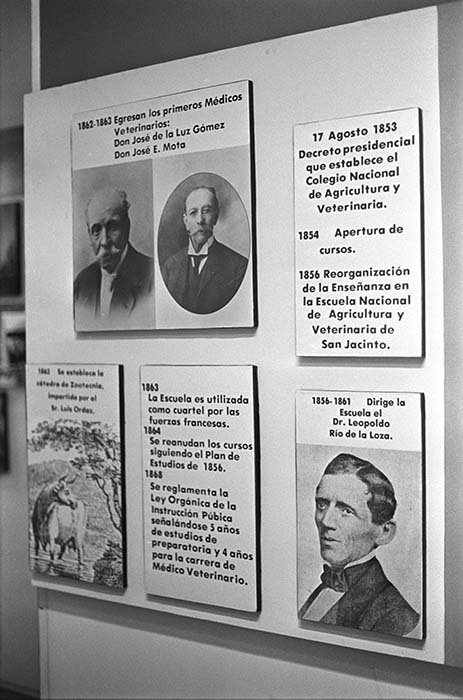 1862-1863 Egresan los primeros Médicos
Veterinarios:
Don José de la Luz Gómez
Don José E. Mota
17 Agosto 1853
Decreto presidencial
que establece el
Colegio Nacional
de Agricultura y
Veterinaria.
1854 Apertura de
cursos.
1856 Reorganización
de la Enseñanza en
la Escuela Nacional
de Agricultura y
Veterinaria de
San Jacinto.
1862 Se establece la
cátedra de Zootecnia,
impartida por el
Sr. Luis Ordaz.
1863
La Escuela es utilizada
como cuartel por las
fuerzas francesas.
1864
Se reanudan los cursos
siguiendo el Plan de
Estudios de 1856.
1868
Se reglamenta la
Ley Orgánica de la
Instrucción Púbica
señalándose 5 años
de estudios de
preparatoria y 4 años
para la carrera de
Médico Veterinario.
1856-1861 Dirige la
Escuela el
Dr. Leopoldo
Río de la Loza.